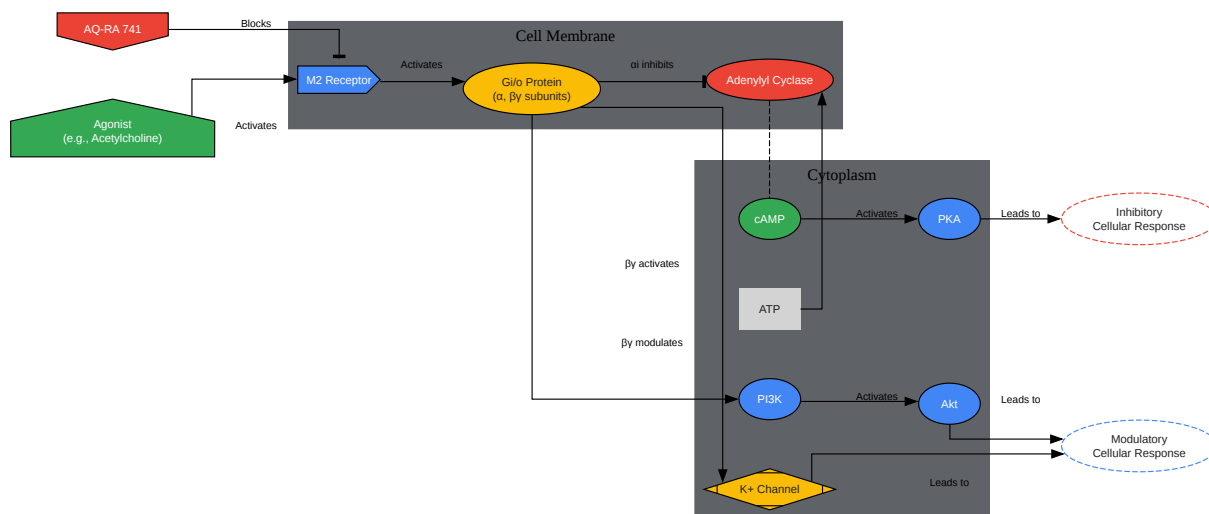 AQ-RA 741
Blocks
Cell Membrane
M2 Receptor
Activates
Gi/o Protein
(α, βγ subunits)
αi inhibits
Adenylyl Cyclase
Agonist
(e.g., Acetylcholine)
Activates
Cytoplasm
cAMP
Activates
PKA
Leads to
Inhibitory
Cellular Response
βγ activates
ATP
βγ modulates
PI3K
Activates
Akt
Leads to
Modulatory
Cellular Response
K+ Channel
Leads to